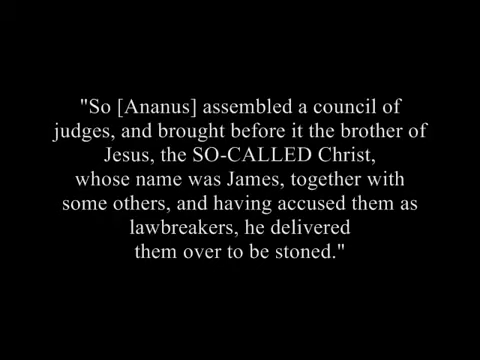 "So [Ananus] assembled a council of
judges, and brought before it the brother of
Jesus, the SO-CALLED Christ,
whose name was James, together with
some others, and having accused them as
lawbreakers, he delivered
them over to be stoned."